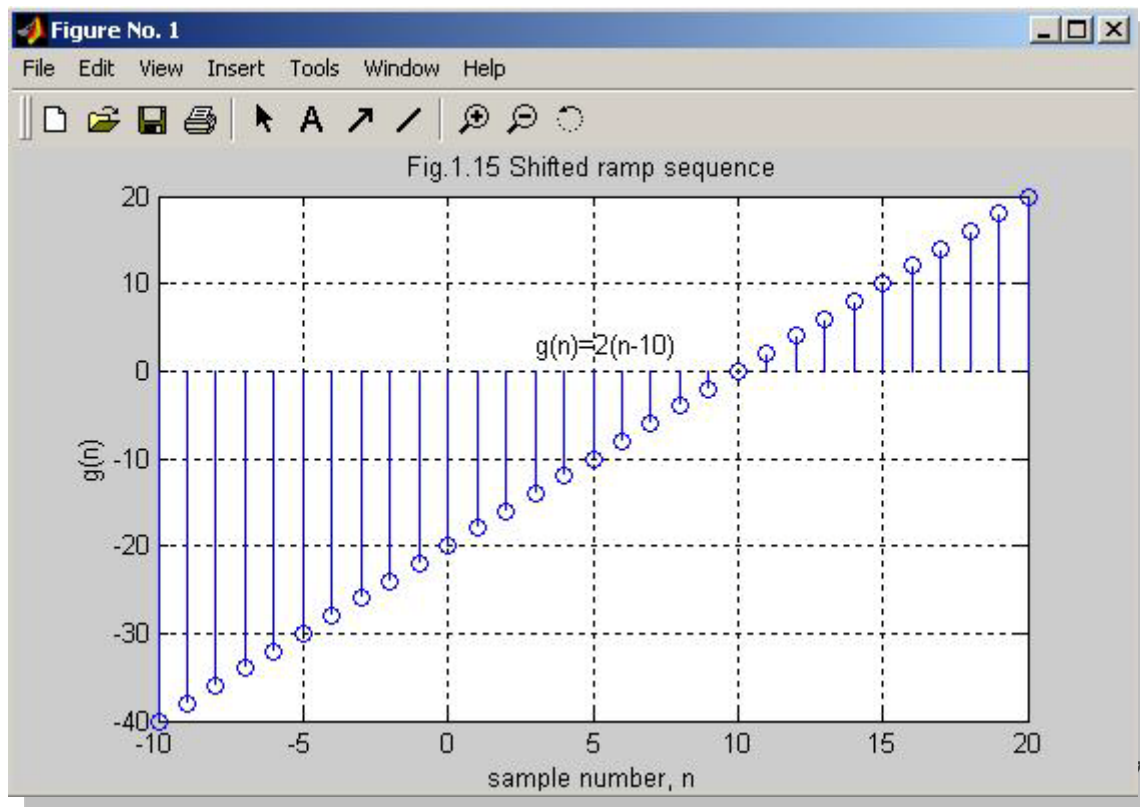 Figure No. 1
File Edit View Insert Tools Window Help
A
Fig.1.15 Shifted ramp sequence
20
10
g(n)=2(n-10)
0
g(n)
-10
-20
-30
-40
-10 -5 0 5 10 15 20
sample number, n